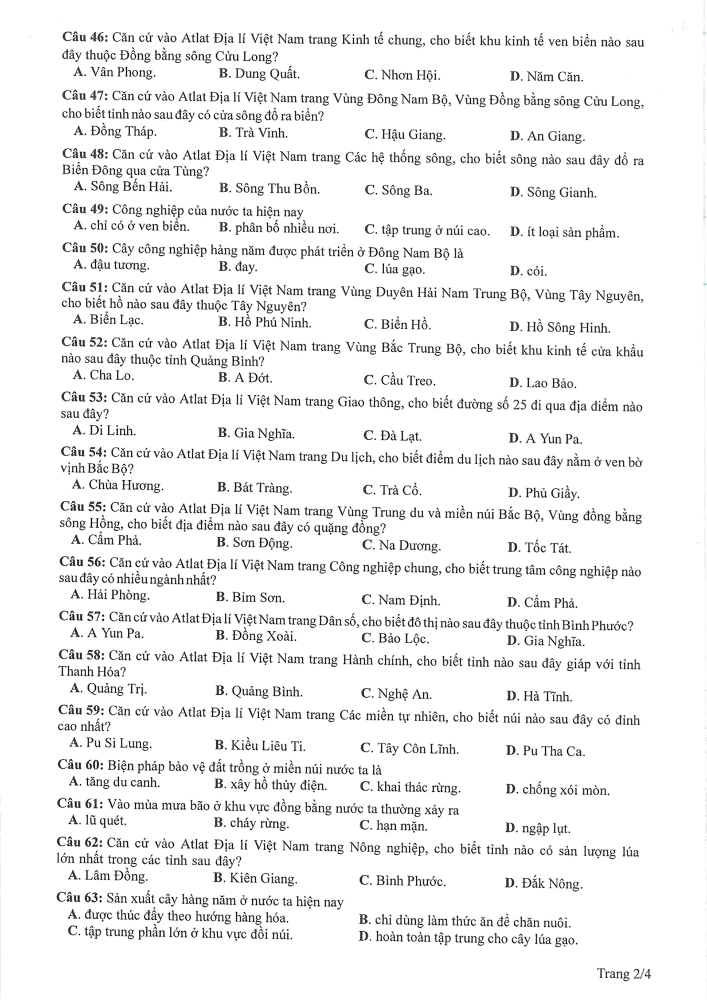 Câu 46: Căn cứ vào Atlat Địa lí Việt Nam trang Kinh tế chung, cho biết khu kinh tế ven biển nào sau
đây thuộc Đồng bằng sông Cửu Long?
A. Vân Phong. B. Dung Quất. C. Nhơn Hội. D. Năm Căn.
Câu 47: Căn cứ vào Atlat Địa lí Việt Nam trang Vùng Đông Nam Bộ, Vùng Đồng bằng sông Cửu Long,
cho biết tỉnh nào sau đây có cửa sông đổ ra biển?
A. Đồng Tháp. B. Trà Vinh. C. Hậu Giang. D. An Giang.
Câu 48: Căn cứ vào Atlat Địa lí Việt Nam trang Các hệ thống sông, cho biết sông nào sau đây đổ ra
Biển Đông qua cửa Tùng?
A. Sông Bến Hải. B. Sông Thu Bồn. C. Sông Ba. D. Sông Gianh.
Câu 49: Công nghiệp của nước ta hiện nay
A. chỉ có ở ven biển. B. phân bố nhiều nơi. C. tập trung ở núi cao. D. ít loại sản phẩm.
Câu 50: Cây công nghiệp hàng năm được phát triển ở Đông Nam Bộ là
A. đậu tương. B. đay. C. lúa gạo. D. cói.
Câu 51: Căn cứ vào Atlat Địa lí Việt Nam trang Vùng Duyên Hải Nam Trung Bộ, Vùng Tây Nguyên,
cho biết hồ nào sau đây thuộc Tây Nguyên?
A. Biển Lạc. B. Hồ Phú Ninh. C. Biển Hồ. D. Hồ Sông Hinh.
Câu 52: Căn cứ vào Atlat Địa lí Việt Nam trang Vùng Bắc Trung Bộ, cho biết khu kinh tế cửa khẩu
nào sau đây thuộc tỉnh Quảng Bình?
A. Cha Lo. B. A Đớt. C. Cầu Treo. D. Lao Bảo.
Câu 53: Căn cứ vào Atlat Địa lí Việt Nam trang Giao thông, cho biết đường số 25 đi qua địa điểm nào
sau đây?
A. Di Linh. B. Gia Nghĩa. C. Đà Lạt. D. A Yun Pa.
Câu 54: Căn cứ vào Atlat Địa lí Việt Nam trang Du lịch, cho biết điểm du lịch nào sau đây nằm ở ven bờ
vịnh Bắc Bộ?
A. Chùa Hương. B. Bát Tràng. C. Trà Cổ. D. Phủ Giầy.
Câu 55: Căn cứ vào Atlat Địa lí Việt Nam trang Vùng Trung du và miền núi Bắc Bộ, Vùng đồng bằng
sông Hồng, cho biết địa điểm nào sau đây có quặng đồng?
A. Cẩm Phả. B. Sơn Động. C. Na Dương. D. Tốc Tát.
Câu 56: Căn cứ vào Atlat Địa lí Việt Nam trang Công nghiệp chung, cho biết trung tâm công nghiệp nào
sau đây có nhiều ngành nhất?
A. Hải Phòng. B. Bỉm Sơn. C. Nam Định. D. Cẩm Phả.
Câu 57: Căn cứ vào Atlat Địa lí Việt Nam trang Dân số, cho biết đô thị nào sau đây thuộc tỉnh Bình Phước?
A. A Yun Pa. B. Đồng Xoài. C. Bảo Lộc. D. Gia Nghĩa.
Câu 58: Căn cứ vào Atlat Địa lí Việt Nam trang Hành chính, cho biết tỉnh nào sau đây giáp với tỉnh
Thanh Hóa?
A. Quảng Trị. B. Quảng Bình. C. Nghệ An. D. Hà Tĩnh.
Câu 59: Căn cứ vào Atlat Địa lí Việt Nam trang Các miền tự nhiên, cho biết núi nào sau đây có đỉnh
cao nhất?
A. Pu Si Lung. B. Kiều Liêu Ti. C. Tây Côn Lĩnh. D. Pu Tha Ca.
Câu 60: Biện pháp bảo vệ đất trồng ở miền núi nước ta là
A. tăng du canh. B. xây hồ thủy điện. C. khai thác rừng. D. chống xói mòn.
Câu 61: Vào mùa mưa bão ở khu vực đồng bằng nước ta thường xảy ra
A. lũ quét. B. cháy rừng. C. hạn mặn. D. ngập lụt.
Câu 62: Căn cứ vào Atlat Địa lí Việt Nam trang Nông nghiệp, cho biết tỉnh nào có sản lượng lúa
lớn nhất trong các tỉnh sau đây?
A. Lâm Đồng. B. Kiên Giang. C. Bình Phước. D. Đắk Nông.
Câu 63: Sản xuất cây hàng năm ở nước ta hiện nay
A. được thúc đẩy theo hướng hàng hóa. B. chỉ dùng làm thức ăn để chăn nuôi.
C. tập trung phần lớn ở khu vực đồi núi. D. hoàn toàn tập trung cho cây lúa gạo.
Trang 2/4